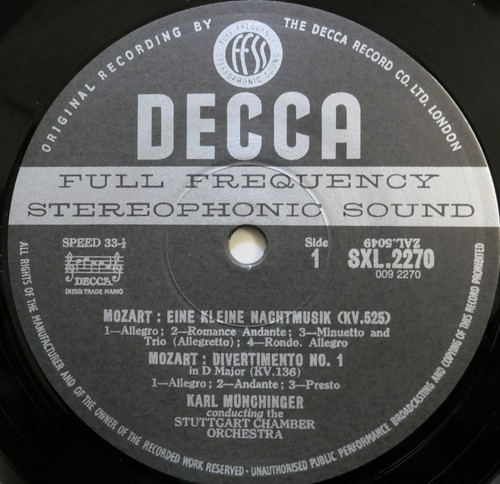 ORIGINAL RECORDING BY
THE DECCA RECORD CO. LTD. LONDON
FULL FREQUENCY
ffss
STEREOPHONIC SOUND
DECCA
FULL FREQUENCY
STEREOPHONIC SOUND
SPEED 33⅓
Side
1
ZAL.5049
SXL.2270
009 2270
DECCA
(REGD. TRADE MARK)
MOZART : EINE KLEINE NACHTMUSIK (KV.525)
1—Allegro; 2—Romance Andante; 3—Minuetto and
Trio (Allegretto); 4—Rondo. Allegro
MOZART : DIVERTIMENTO NO. 1
in D Major (KV.136)
1—Allegro; 2—Andante; 3—Presto
KARL MÜNCHINGER
conducting the
STUTTGART CHAMBER
ORCHESTRA
ALL RIGHTS OF THE MANUFACTURER AND OF THE OWNER OF THE RECORDED WORK RESERVED · UNAUTHORISED PUBLIC PERFORMANCE BROADCASTING AND COPYING OF THIS RECORD PROHIBITED